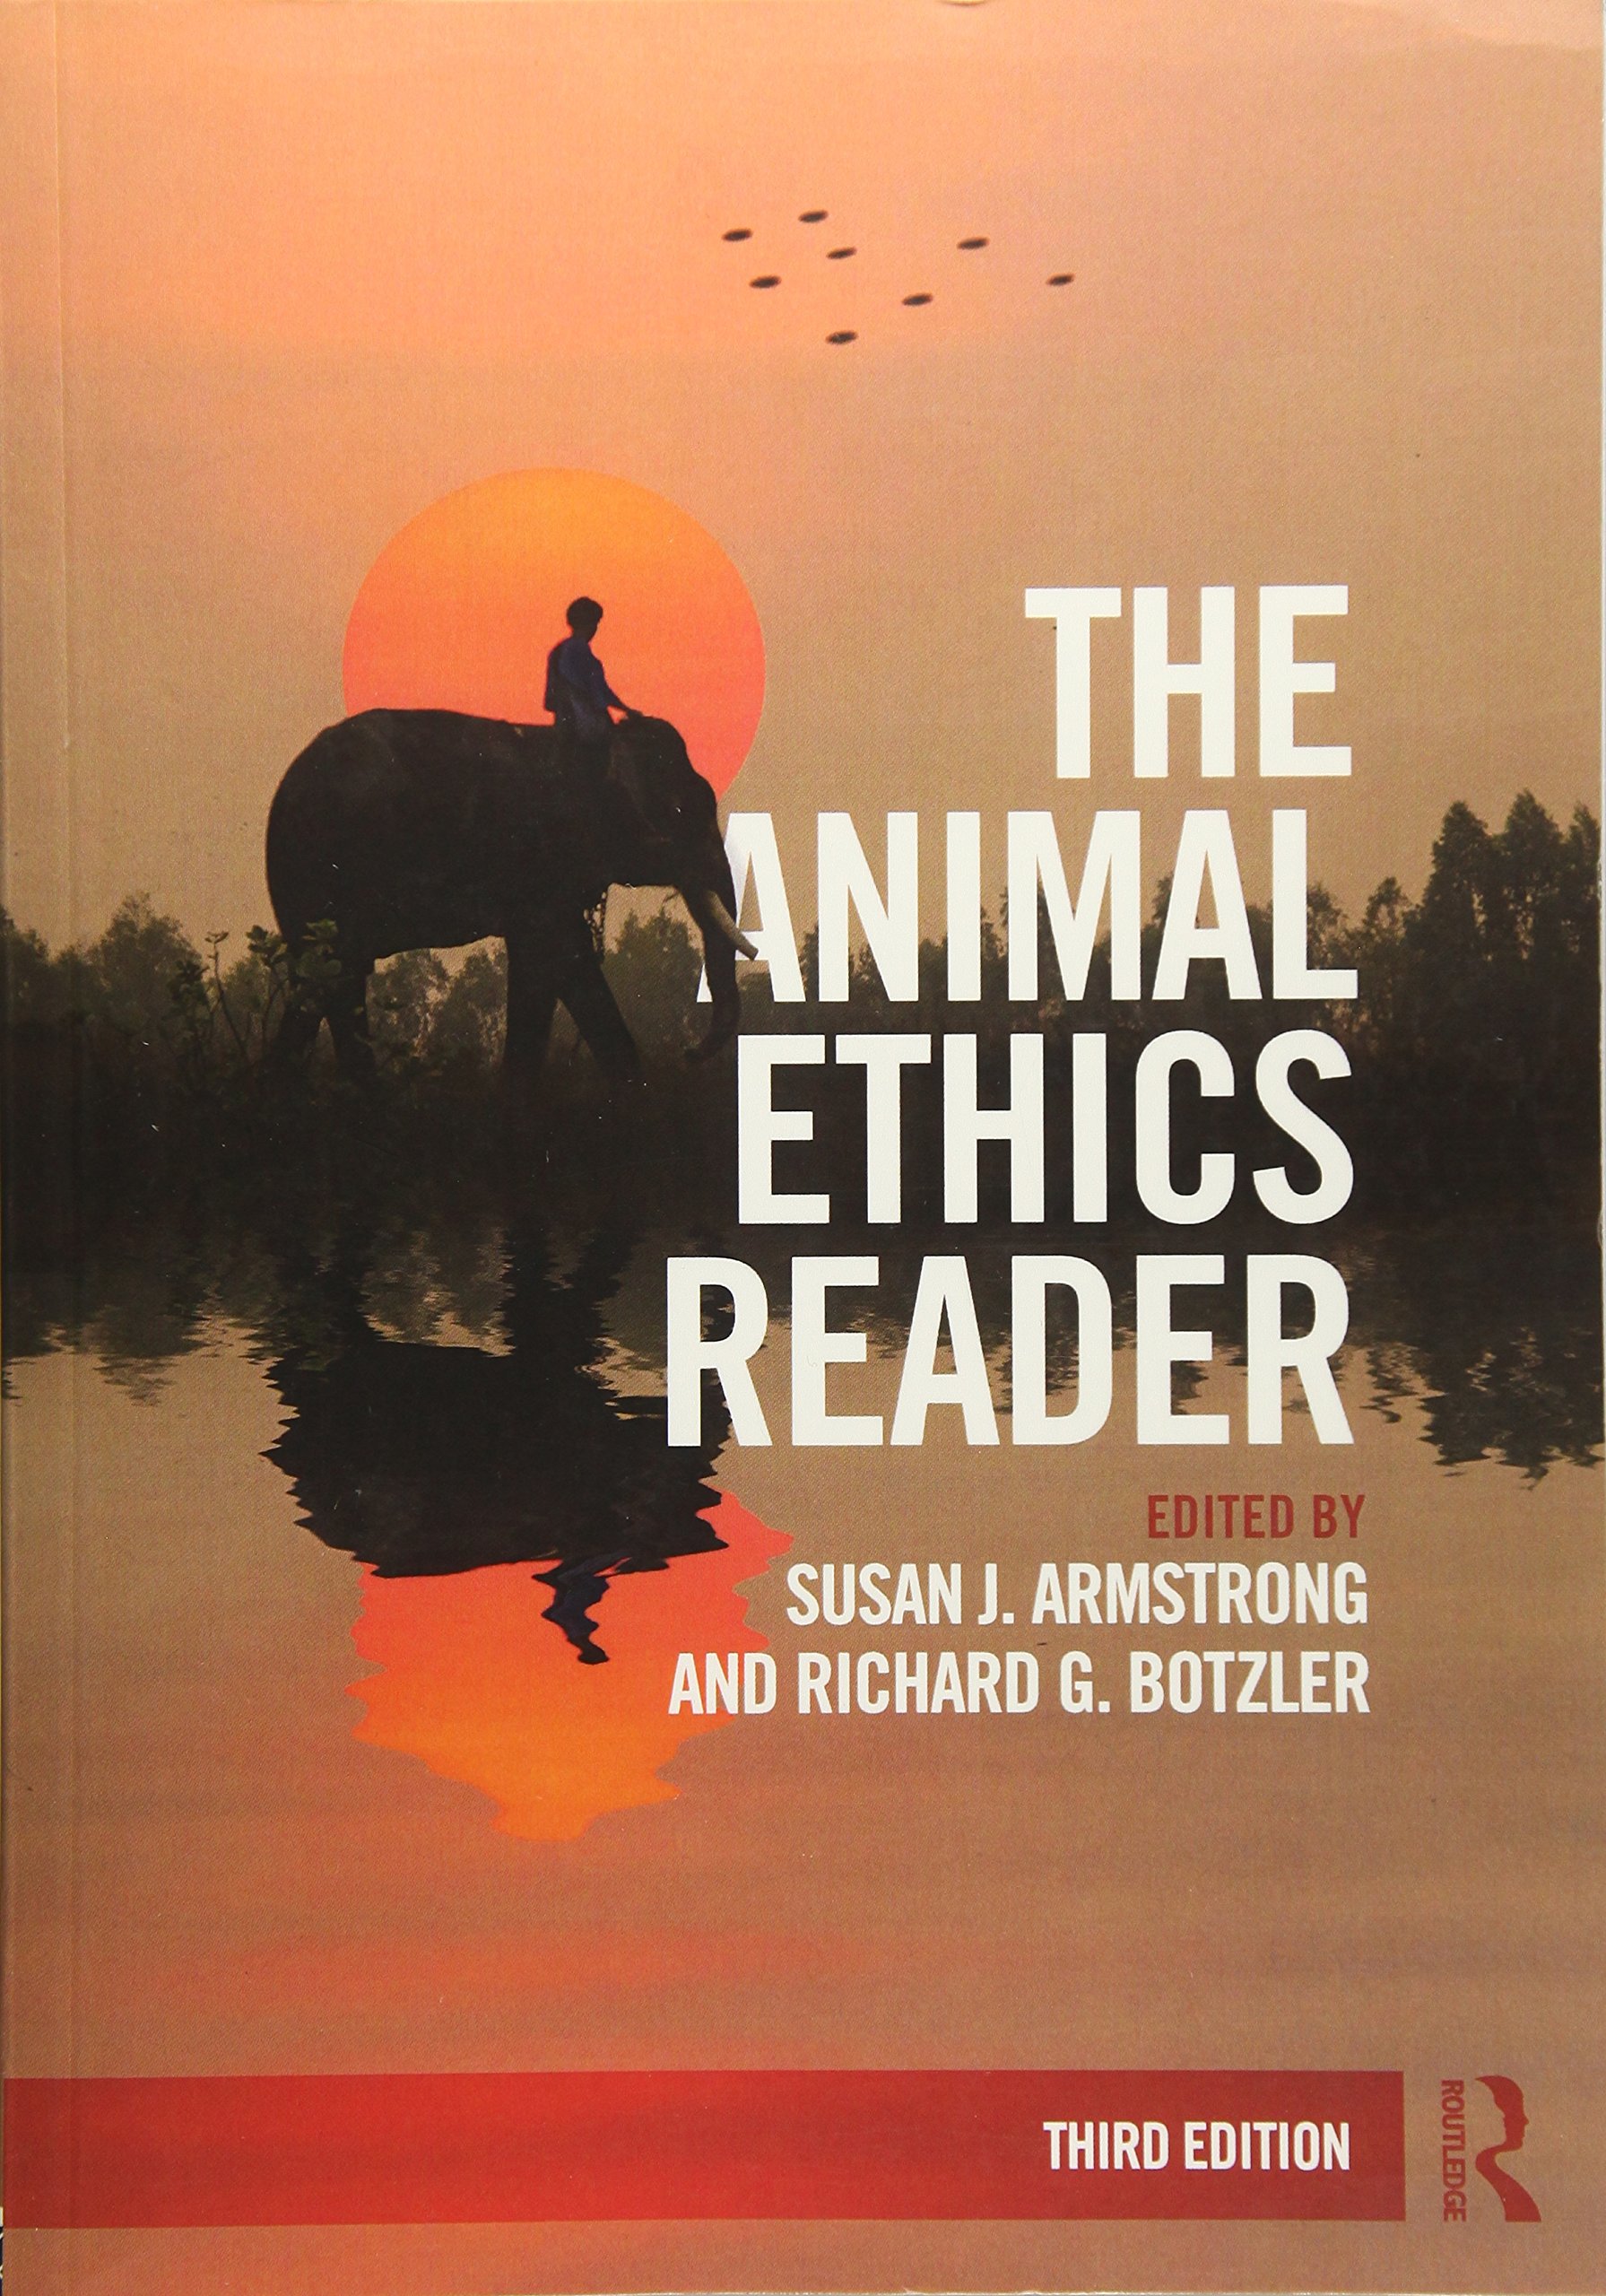 THE
ANIMAL
ETHICS
READER
EDITED BY
SUSAN J. ARMSTRONG
AND RICHARD G. BOTZLER
THIRD EDITION
ROUTLEDGE